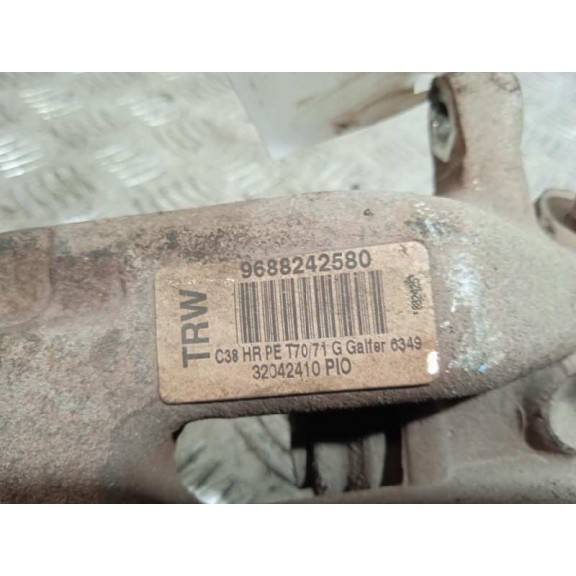 TRW
9688242580
C38 HR PE T70/71 G Galfer 6349
32042410 PIO